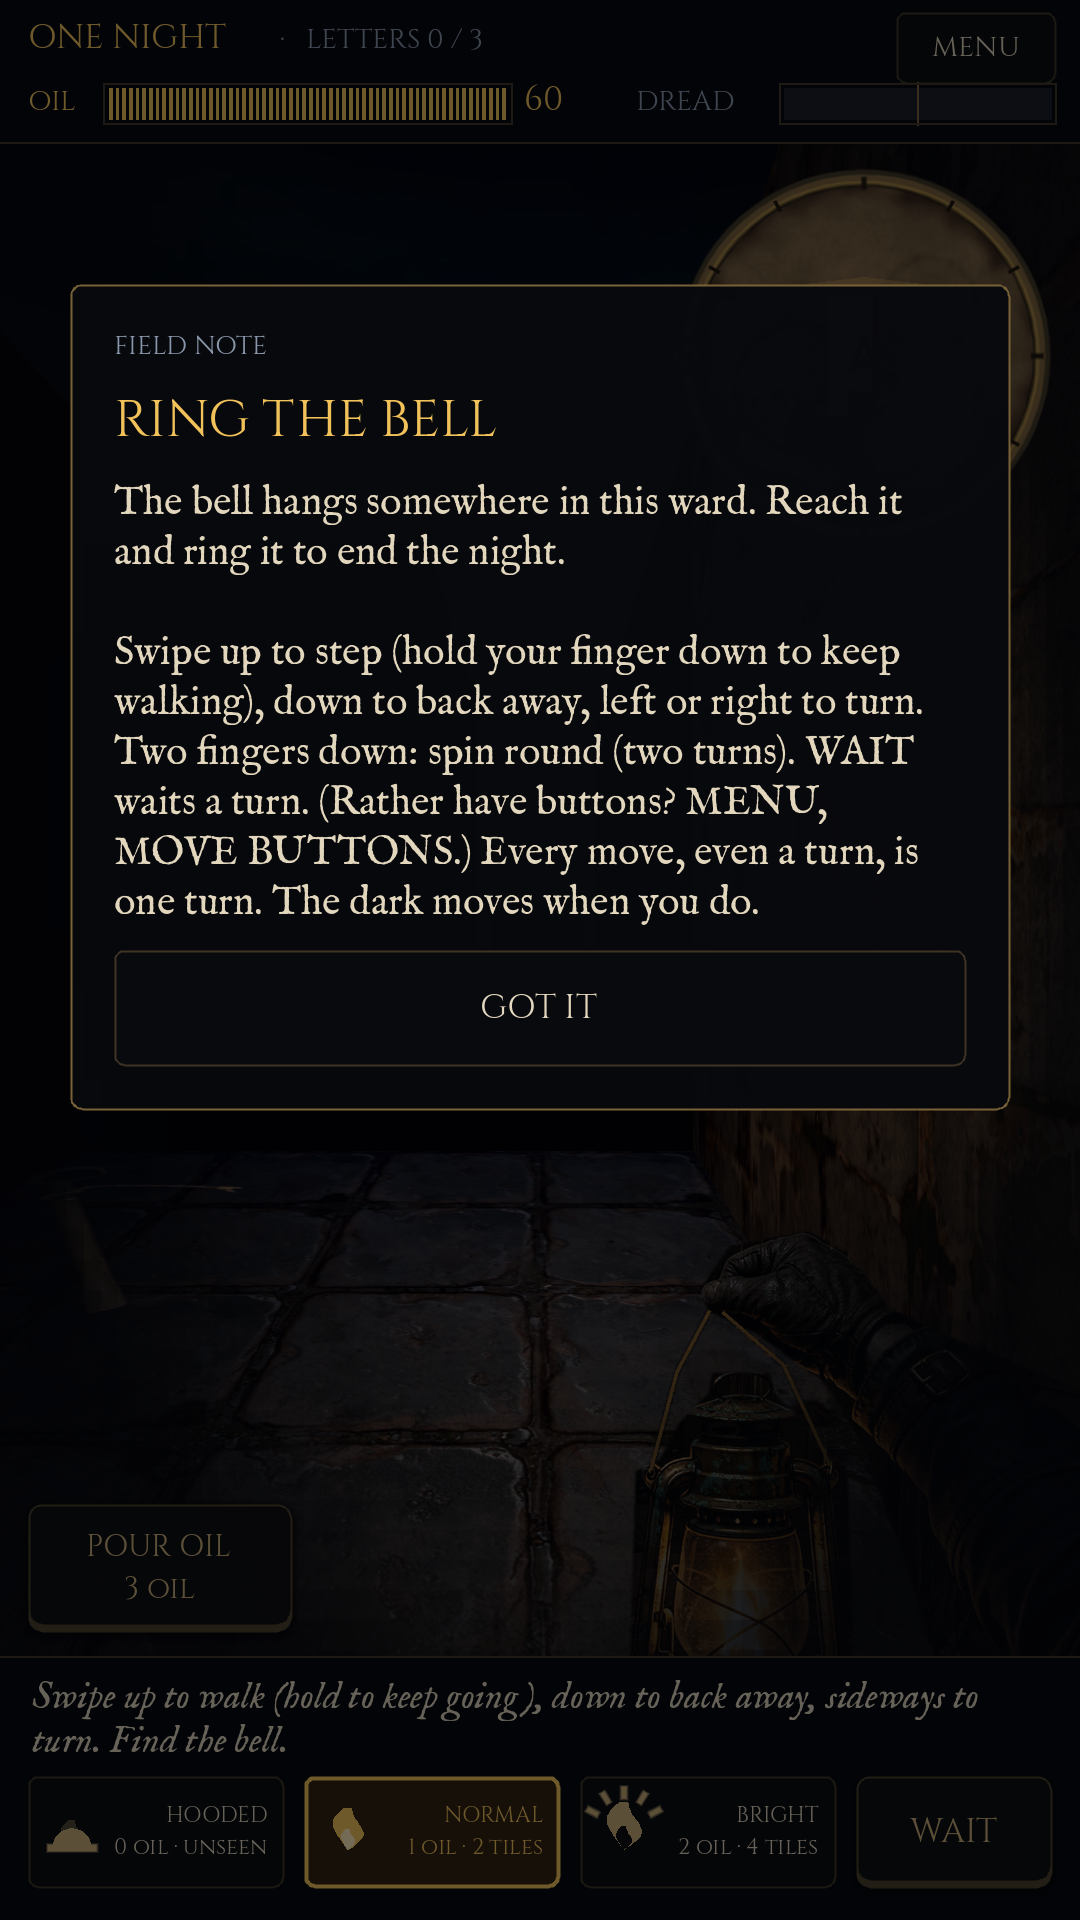 ONE NIGHT · LETTERS 0 / 3
MENU
OIL 60 DREAD
FIELD NOTE
RING THE BELL
The bell hangs somewhere in this ward. Reach it
and ring it to end the night.
Swipe up to step (hold your finger down to keep
walking), down to back away, left or right to turn.
Two fingers down: spin round (two turns). WAIT
waits a turn. (Rather have buttons? MENU,
MOVE BUTTONS.) Every move, even a turn, is
one turn. The dark moves when you do.
GOT IT
POUR OIL
3 OIL
Swipe up to walk (hold to keep going), down to back away, sideways to
turn. Find the bell.
HOODED
0 OIL · UNSEEN
NORMAL
1 OIL · 2 TILES
BRIGHT
2 OIL · 4 TILES
WAIT